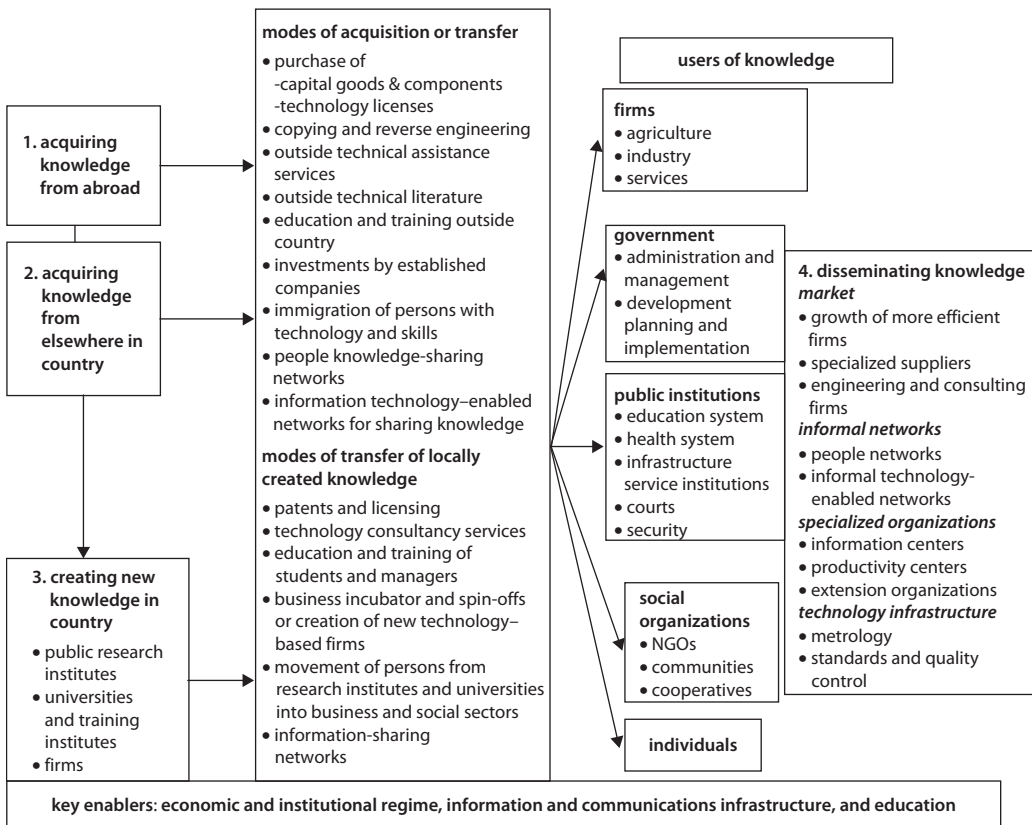 1. acquiring
knowledge
from abroad
2. acquiring
knowledge
from
elsewhere in
country
3. creating new
knowledge in
country
• public research
institutes
• universities
and training
institutes
• firms
modes of acquisition or transfer
• purchase of
-capital goods & components
-technology licenses
• copying and reverse engineering
• outside technical assistance
services
• outside technical literature
• education and training outside
country
• investments by established
companies
• immigration of persons with
technology and skills
• people knowledge-sharing
networks
• information technology–enabled
networks for sharing knowledge
modes of transfer of locally
created knowledge
• patents and licensing
• technology consultancy services
• education and training of
students and managers
• business incubator and spin-offs
or creation of new technology–
based firms
• movement of persons from
research institutes and universities
into business and social sectors
• information-sharing
networks
users of knowledge
firms
• agriculture
• industry
• services
government
• administration and
management
• development
planning and
implementation
public institutions
• education system
• health system
• infrastructure
service institutions
• courts
• security
social
organizations
• NGOs
• communities
• cooperatives
individuals
4. disseminating knowledge
market
• growth of more efficient
firms
• specialized suppliers
• engineering and consulting
firms
informal networks
• people networks
• informal technology-
enabled networks
specialized organizations
• information centers
• productivity centers
• extension organizations
technology infrastructure
• metrology
• standards and quality
control
key enablers: economic and institutional regime, information and communications infrastructure, and education